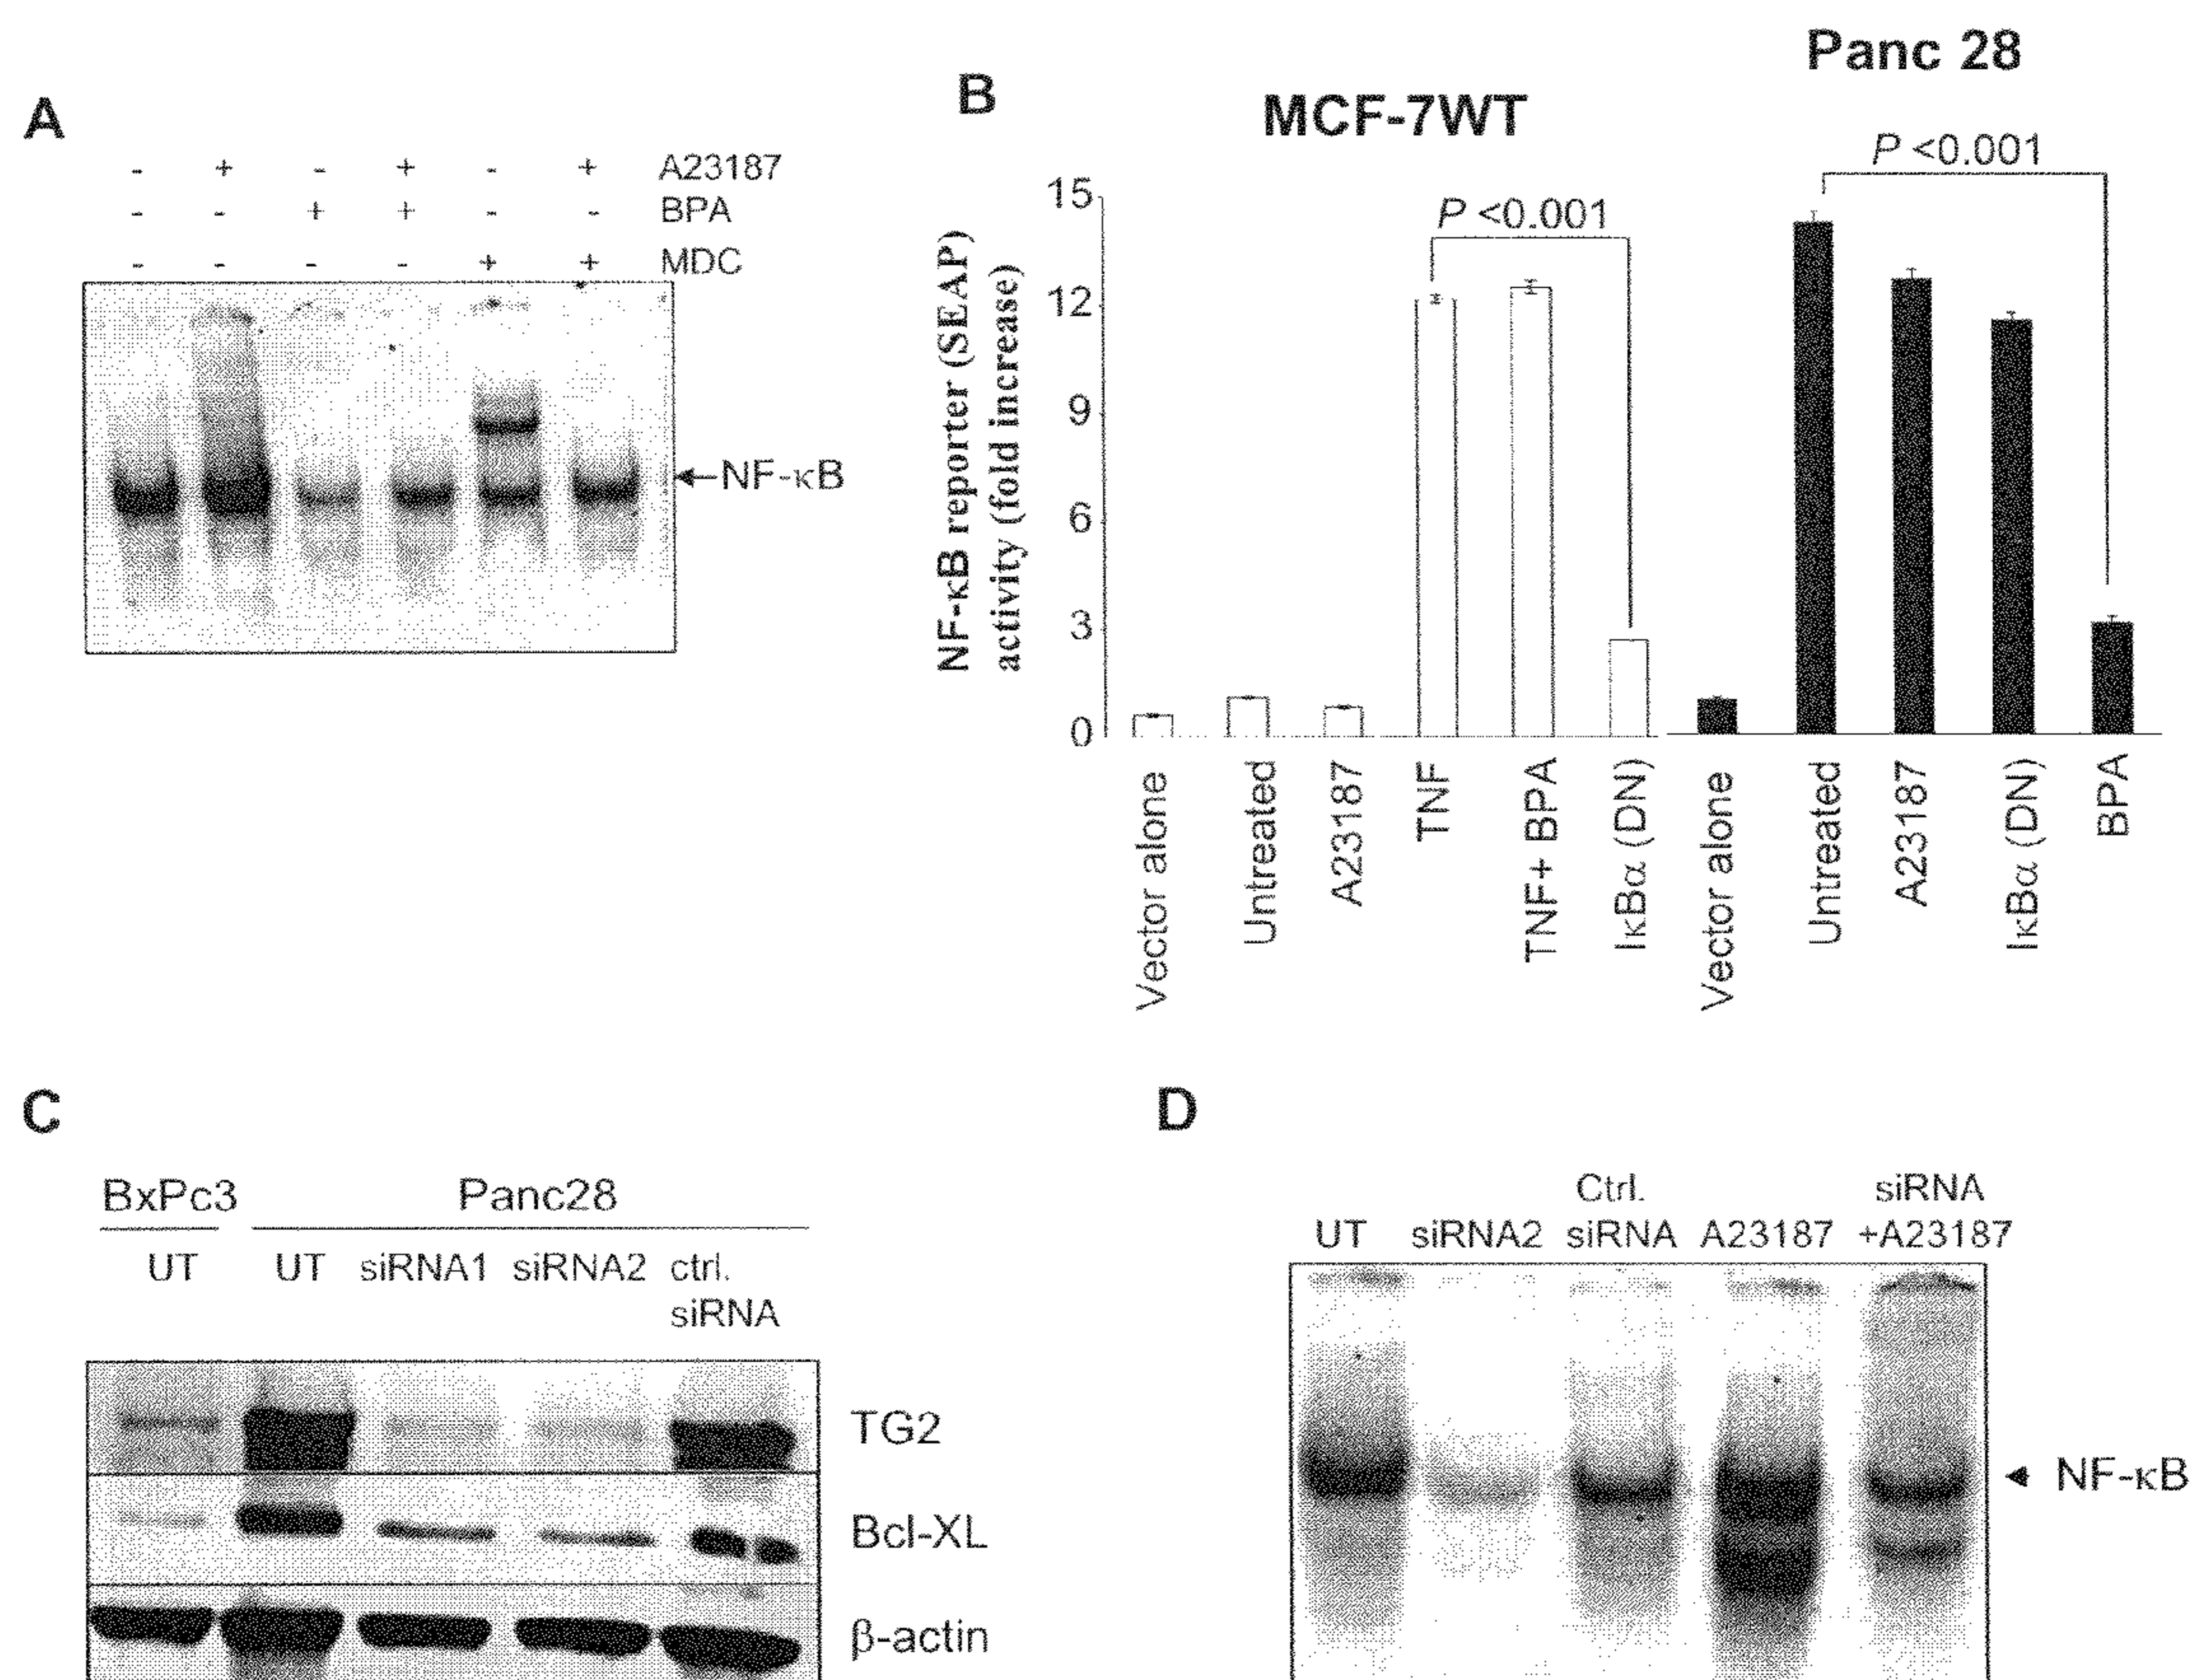 A
- + - + - + A23187
- - + + - - BPA
- - - - + + MDC
NF-κB
B
MCF-7WT
Panc 28
P <0.001
P <0.001
NF-κB reporter (SEAP)
activity (fold increase)
15
12
9
6
3
0
Vector alone
Untreated
A23187
TNF
TNF+ BPA
IκBα (DN)
Vector alone
Untreated
A23187
IκBα (DN)
BPA
C
BxPc3 Panc28
UT UT siRNA1 siRNA2 ctrl.
siRNA
TG2
Bcl-XL
β-actin
D
Ctrl. siRNA
UT siRNA2 siRNA A23187 +A23187
NF-κB